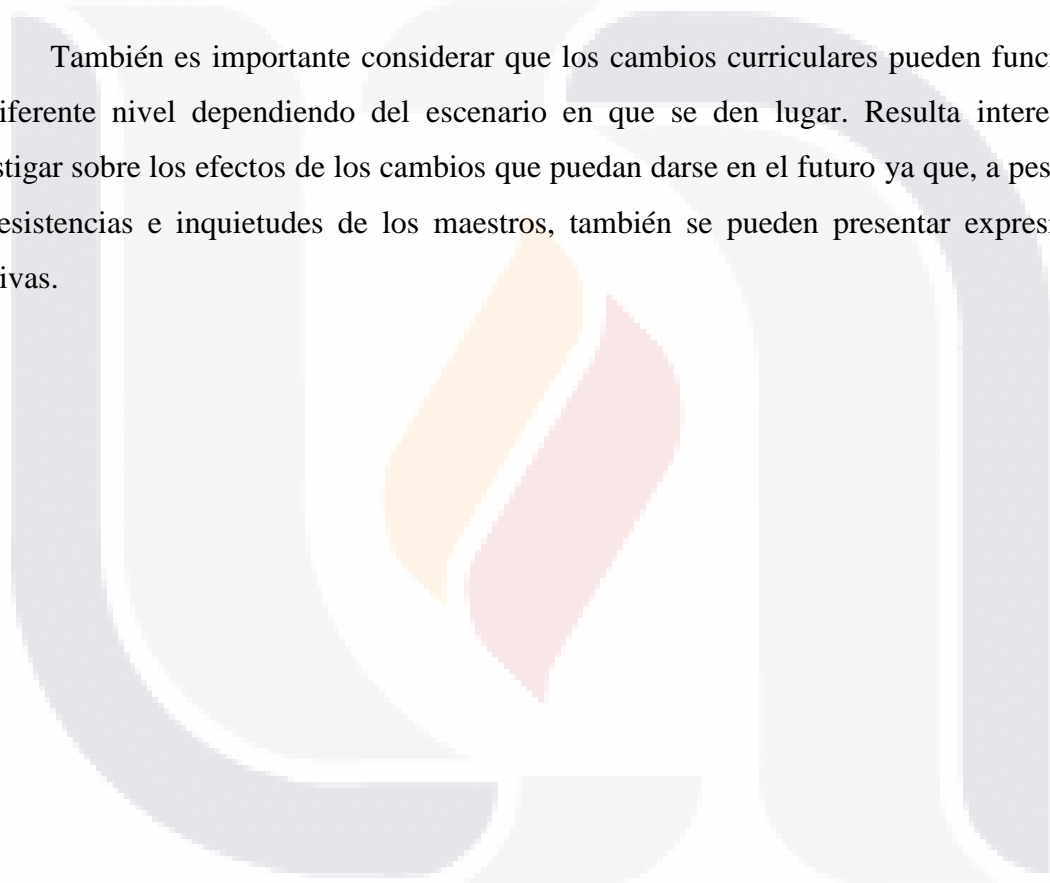 También es importante considerar que los cambios curriculares pueden funci
iferente nivel dependiendo del escenario en que se den lugar. Resulta intere
stigar sobre los efectos de los cambios que puedan darse en el futuro ya que, a pes
esistencias e inquietudes de los maestros, también se pueden presentar expresi
ivas.